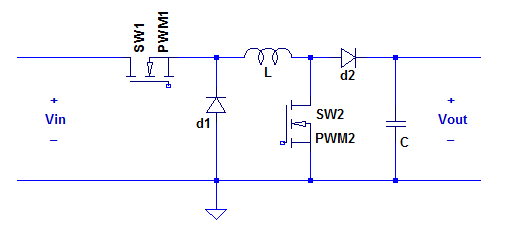 SW1
PWM1
L
d2
+
Vin
–
d1
SW2
PWM2
C
+
Vout
–